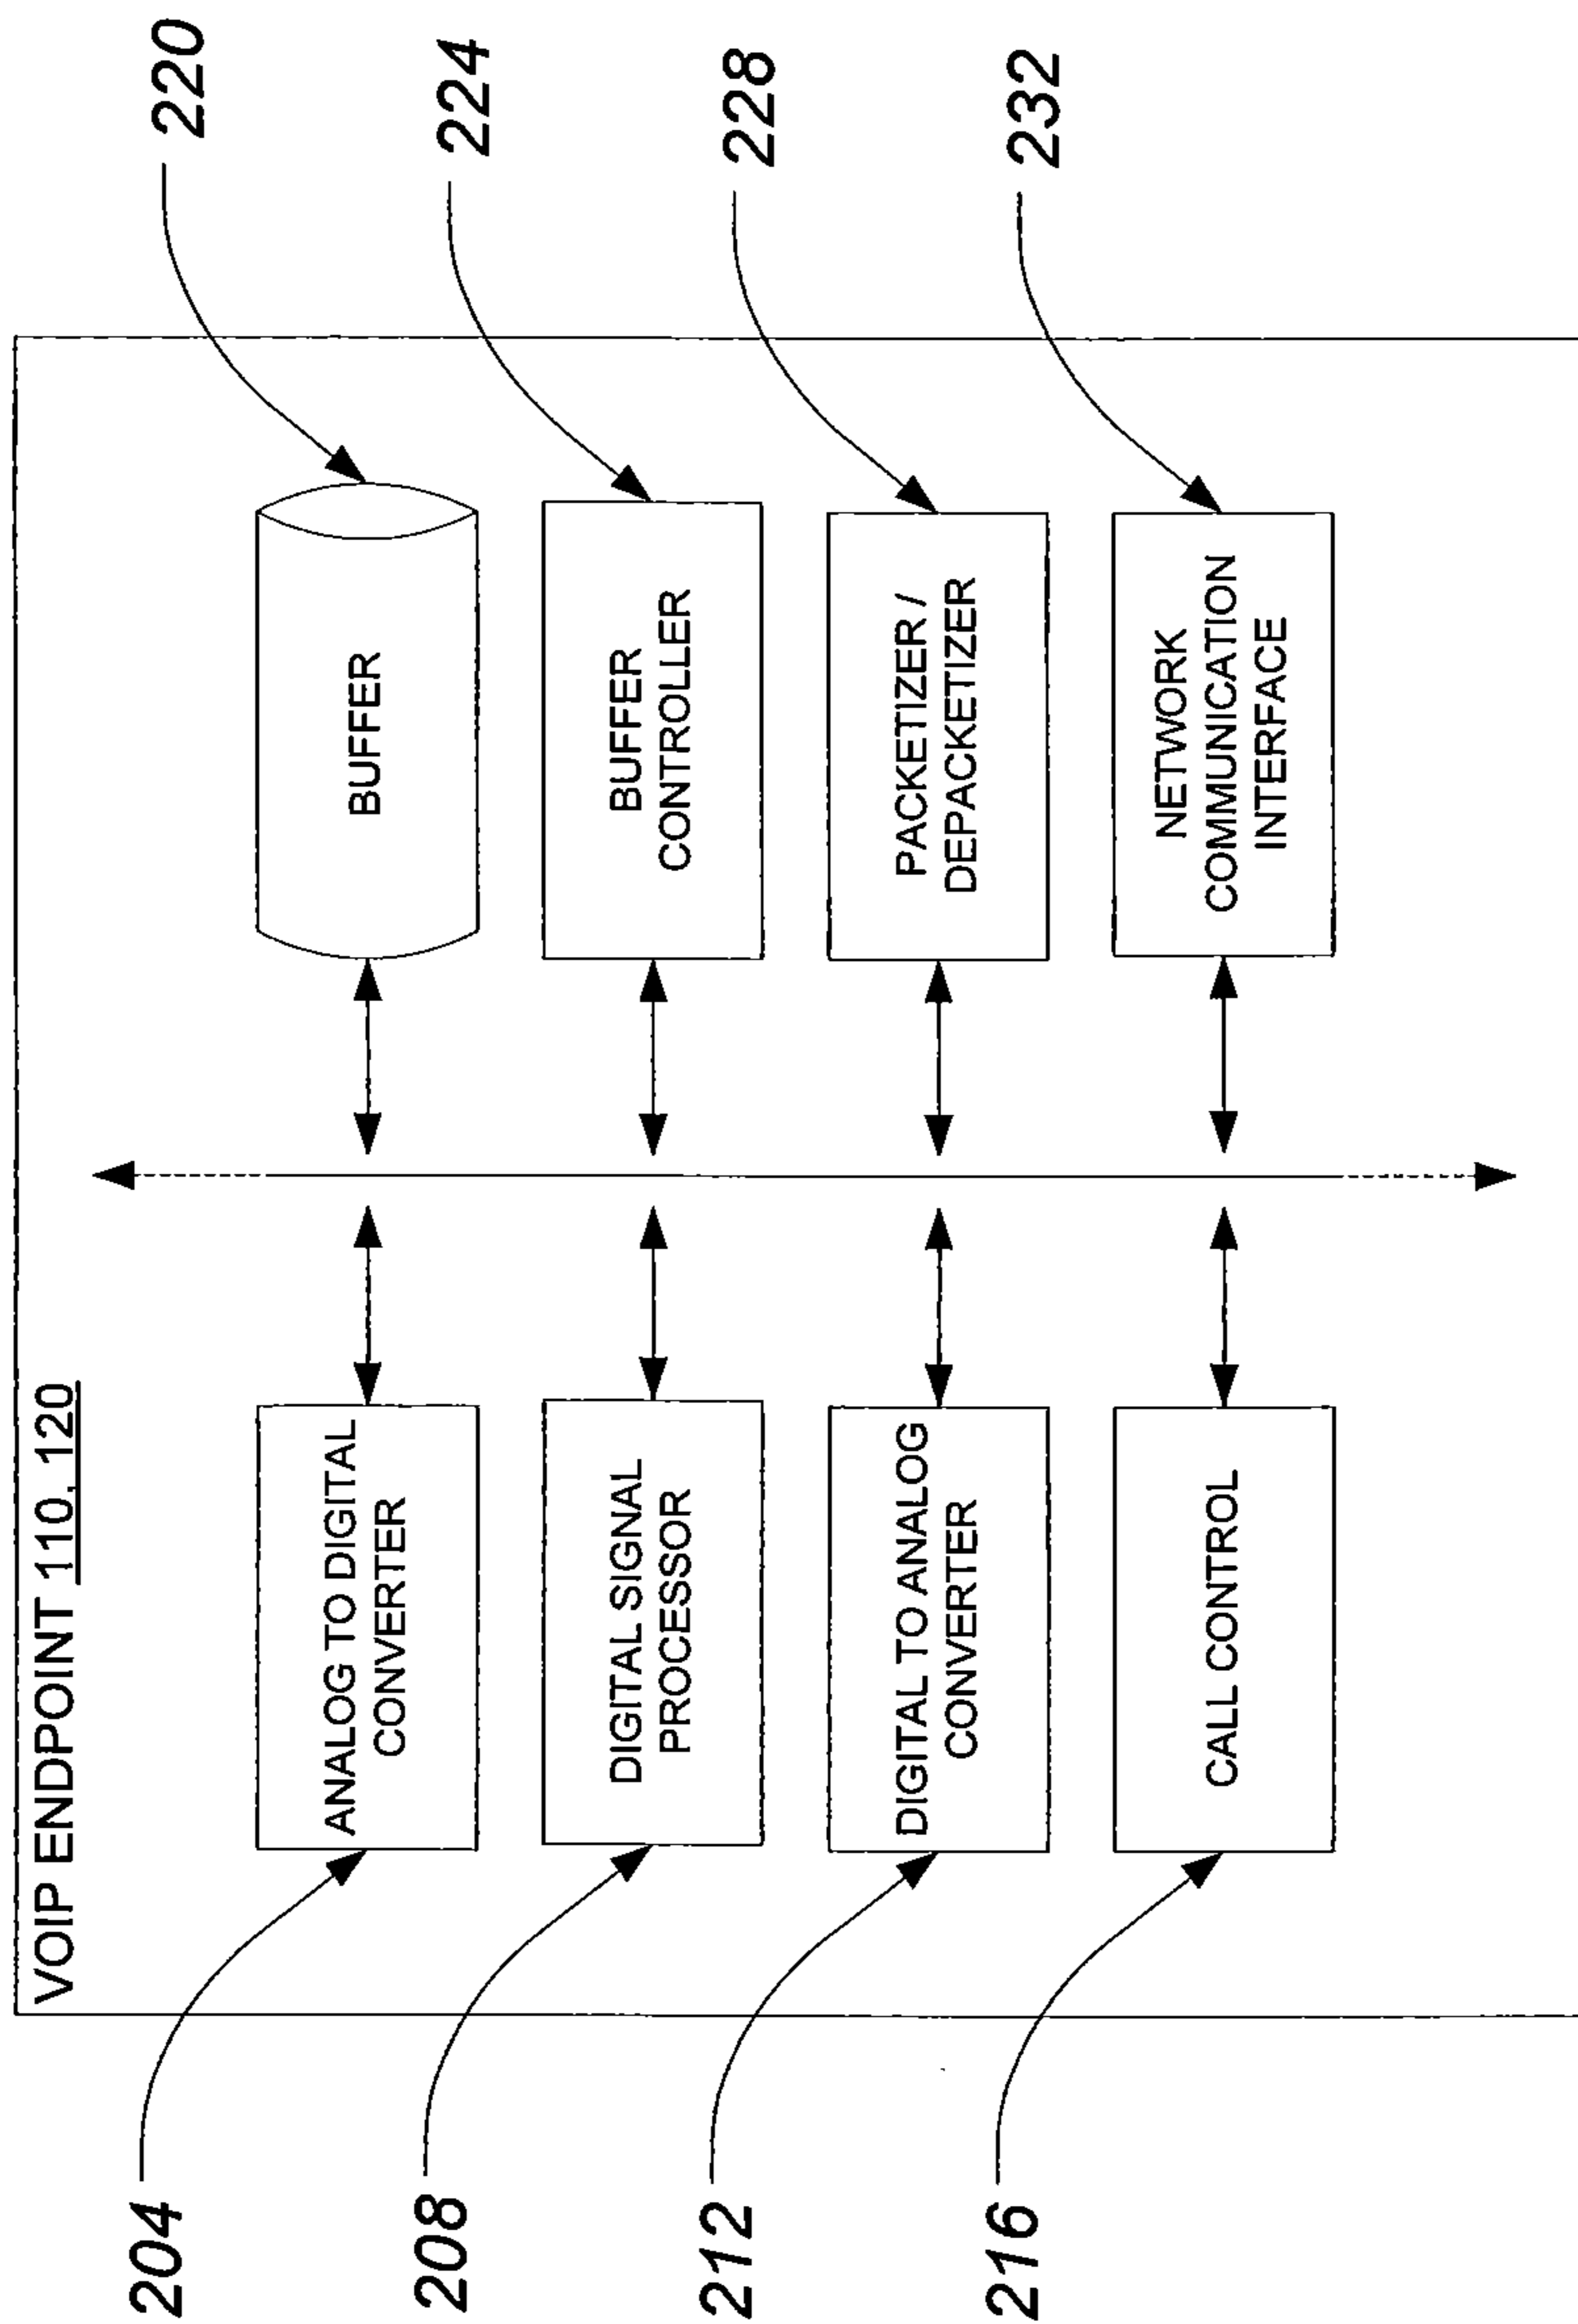 VOIP ENDPOINT 110, 120
204
ANALOG TO DIGITAL
CONVERTER
208
DIGITAL SIGNAL
PROCESSOR
212
DIGITAL TO ANALOG
CONVERTER
216
CALL CONTROL
BUFFER
220
BUFFER
CONTROLLER
224
PACKETIZER /
DEPACKETIZER
228
NETWORK
COMMUNICATION
INTERFACE
232